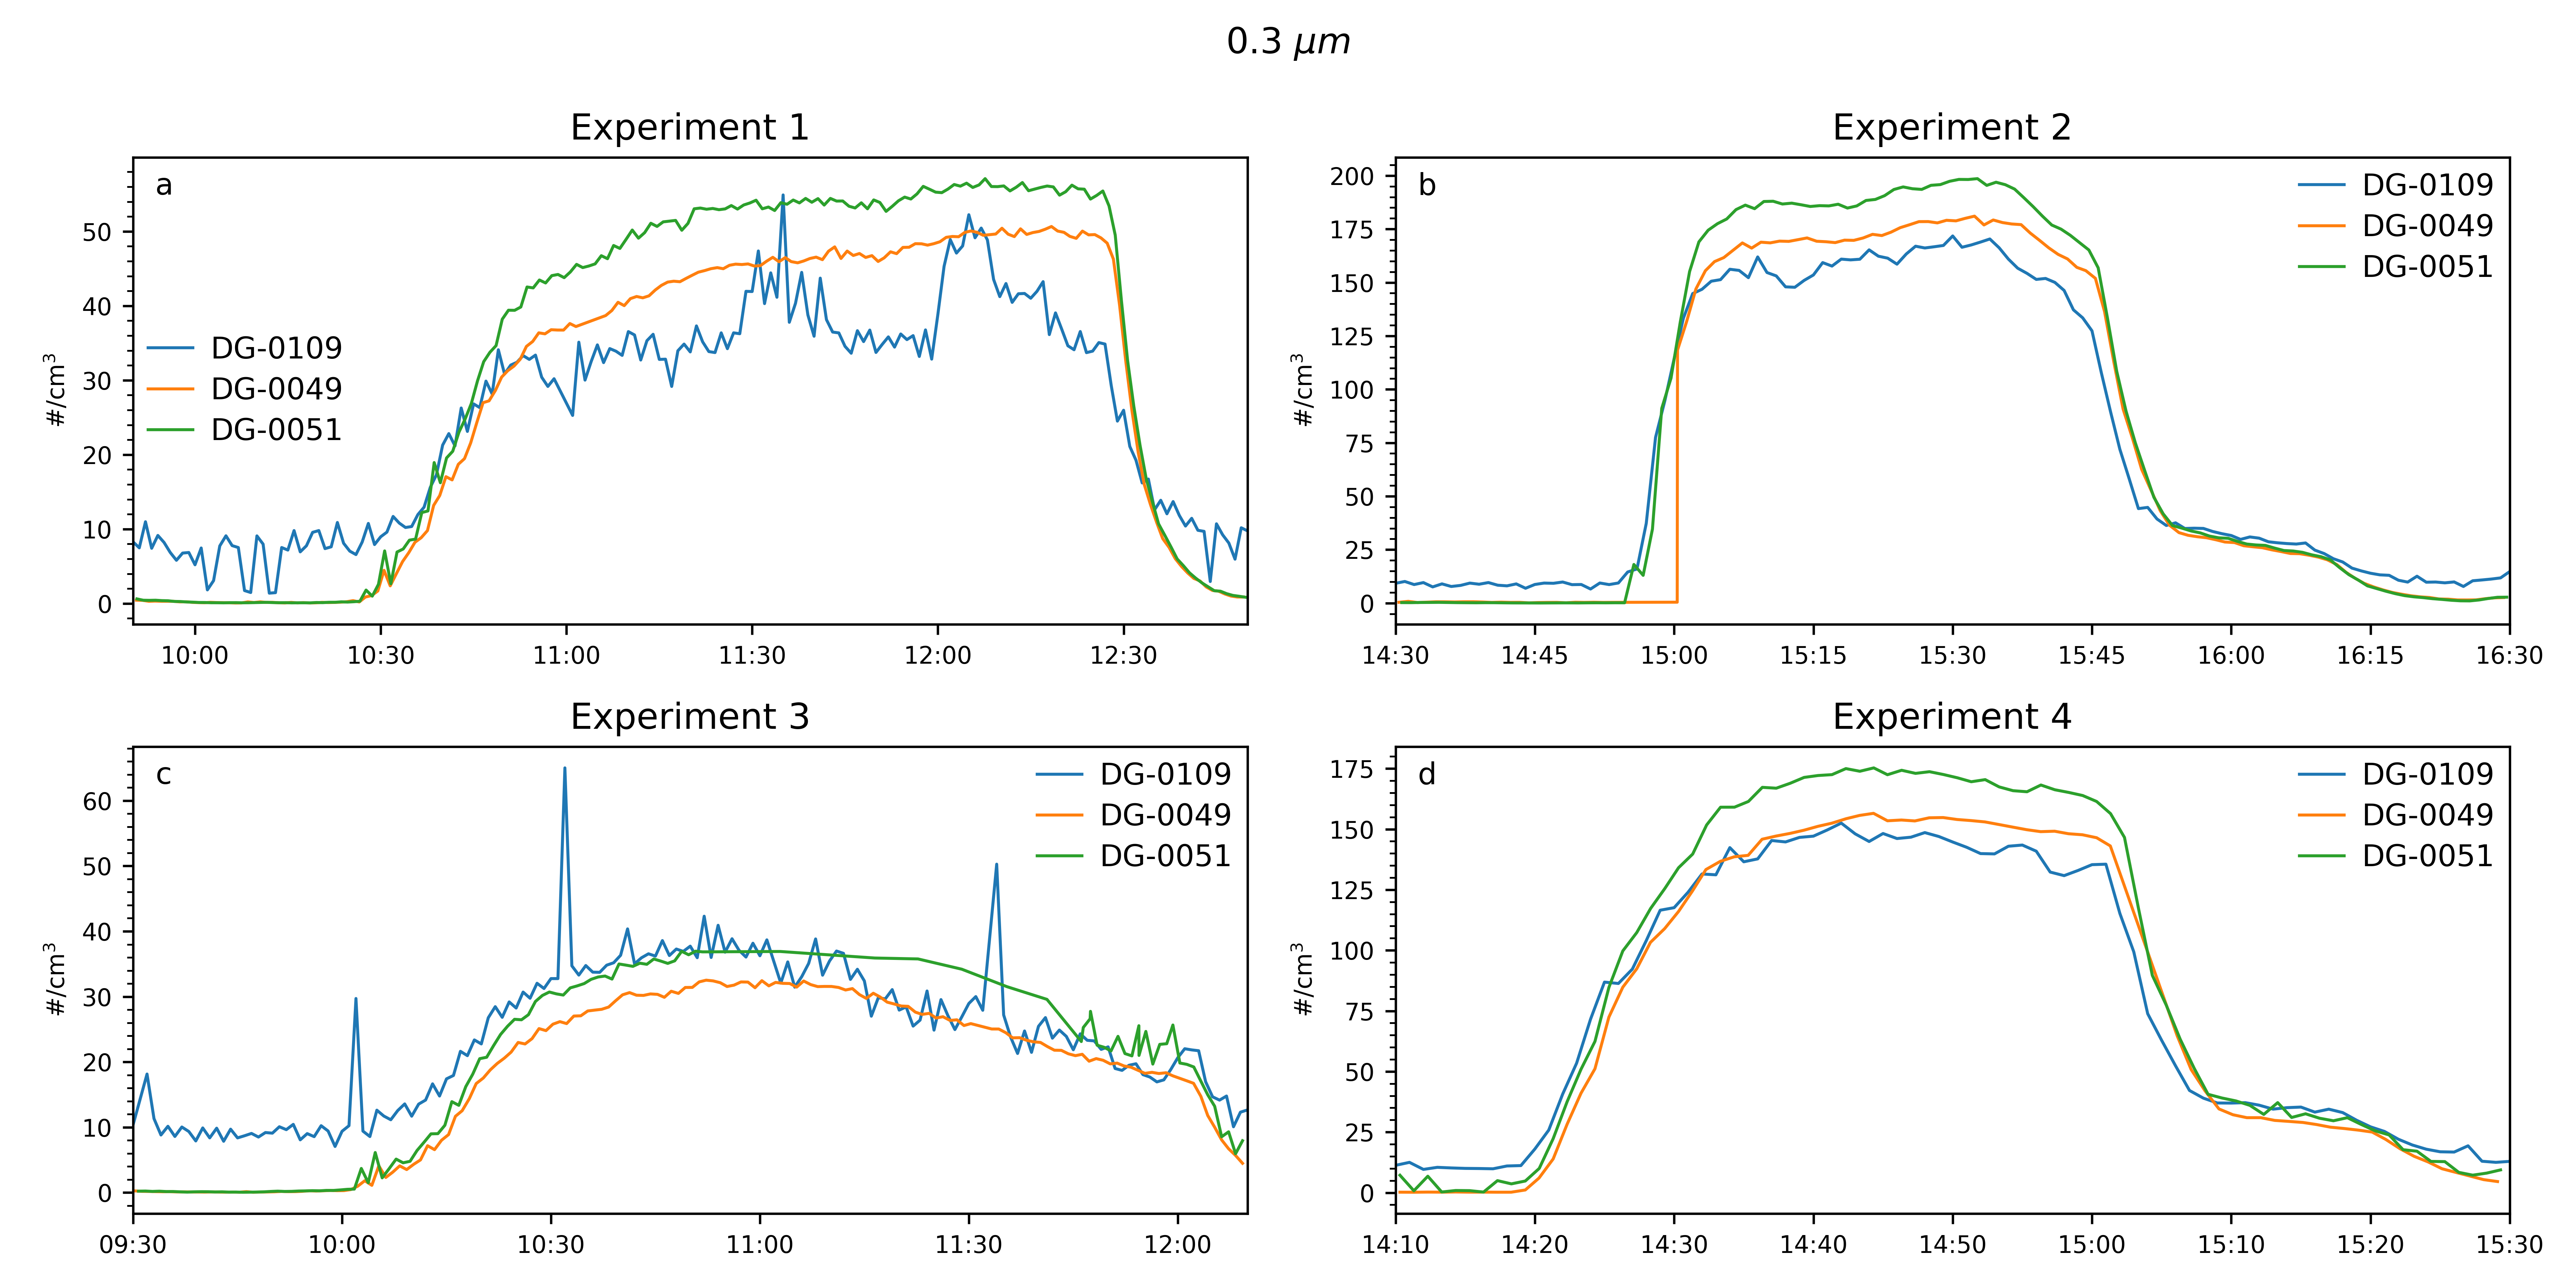 0.3 μm
Experiment 1
a
50
40
30
20
10
0
#/cm³
DG-0109
DG-0049
DG-0051
10:00 10:30 11:00 11:30 12:00 12:30
Experiment 2
b
200
175
150
125
100
75
50
25
0
#/cm³
DG-0109
DG-0049
DG-0051
14:30 14:45 15:00 15:15 15:30 15:45 16:00 16:15 16:30
Experiment 3
c
60
50
40
30
20
10
0
#/cm³
DG-0109
DG-0049
DG-0051
09:30 10:00 10:30 11:00 11:30 12:00
Experiment 4
d
175
150
125
100
75
50
25
0
#/cm³
DG-0109
DG-0049
DG-0051
14:10 14:20 14:30 14:40 14:50 15:00 15:10 15:20 15:30